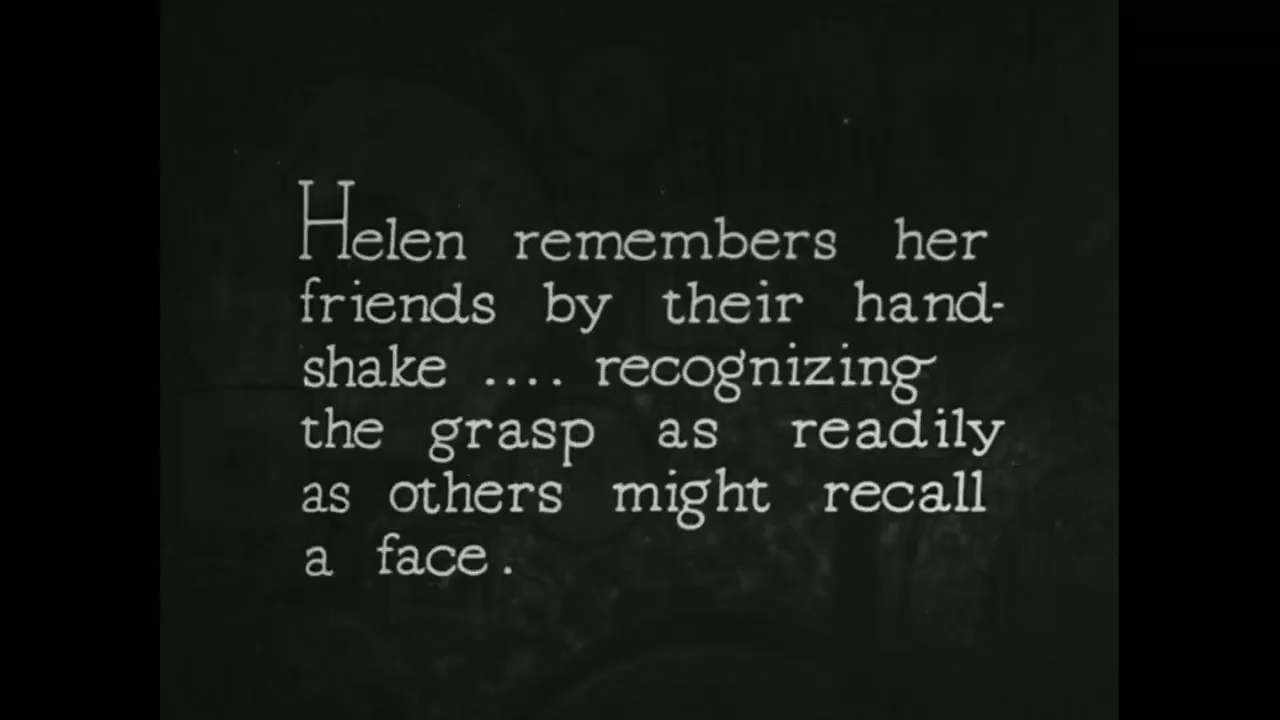 Helen remembers her
friends by their hand-
shake .... recognizing
the grasp as readily
as others might recall
a face.